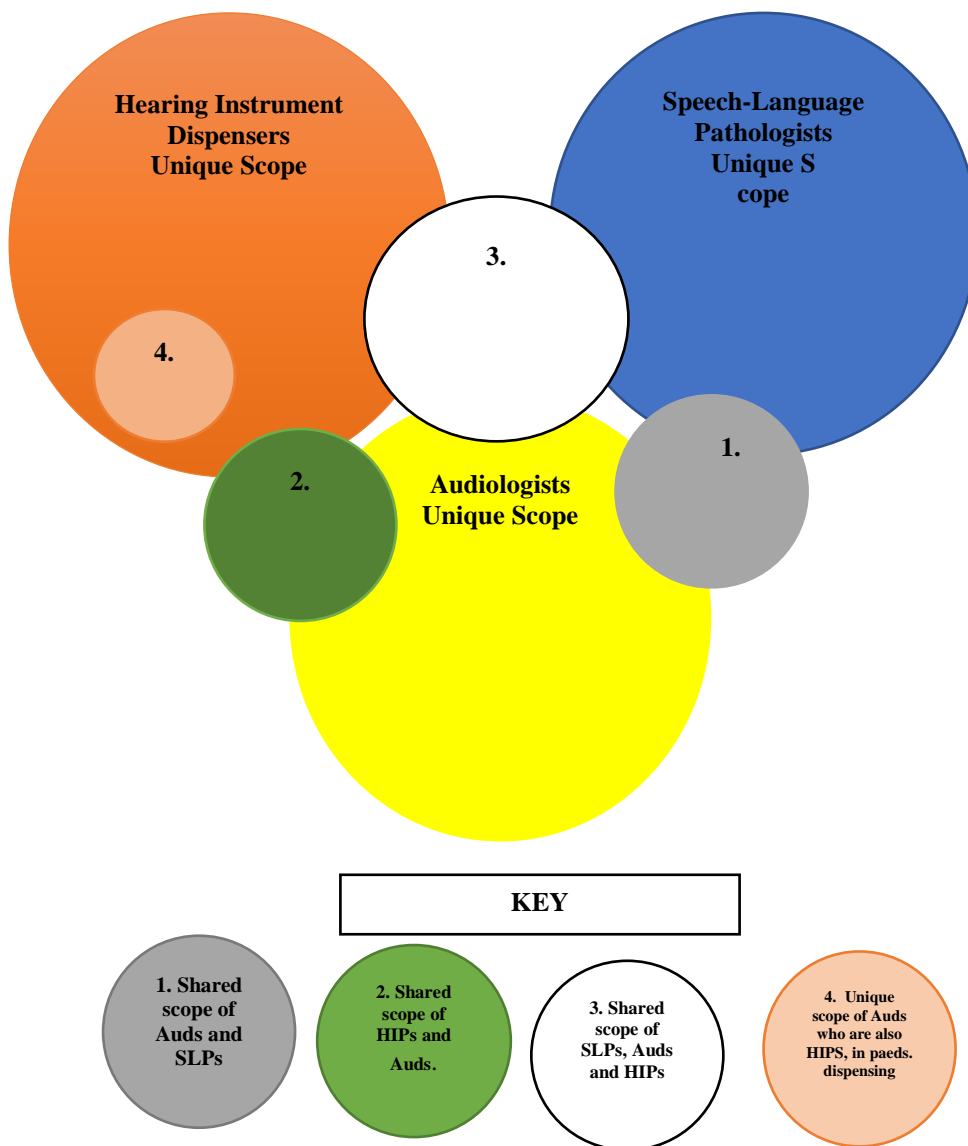 Hearing Instrument
Dispensers
Unique Scope
Speech-Language
Pathologists
Unique S
cope
3.
4.
1.
2.
Audiologists
Unique Scope
KEY
1. Shared
scope of
Auds and
SLPs
2. Shared
scope of
HIPs and
Auds.
3. Shared
scope of
SLPs, Auds
and HIPs
4. Unique
scope of Auds
who are also
HIPS, in paeds.
dispensing